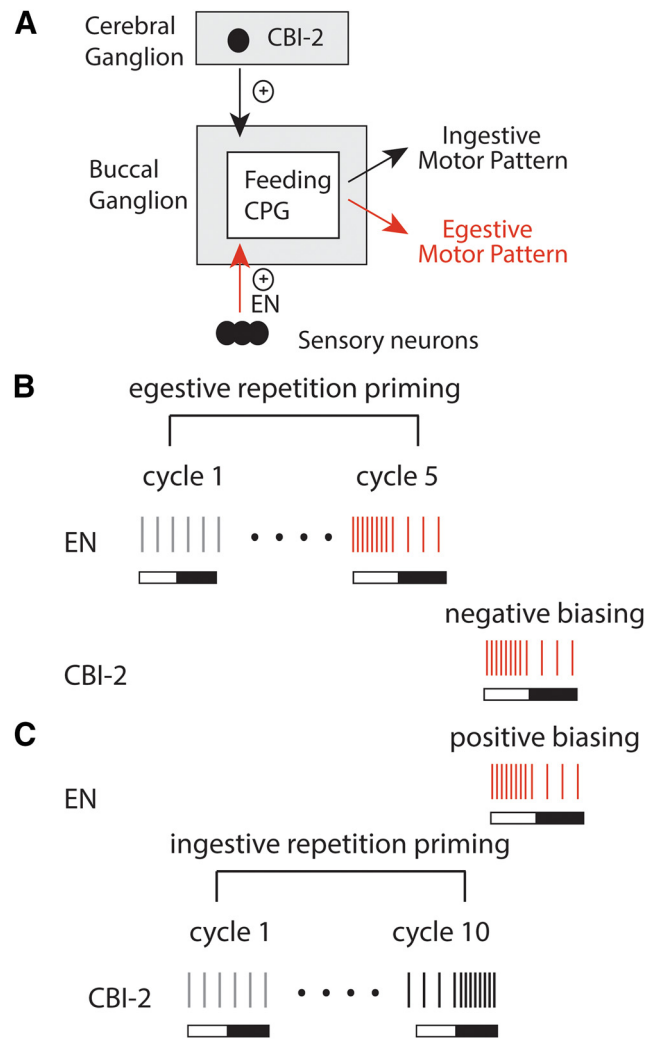 A
Cerebral
Ganglion
CBI-2
+
Buccal
Ganglion
Feeding
CPG
Ingestive
Motor Pattern
Egestive
Motor Pattern
+
EN
Sensory neurons
B
egestive repetition priming
cycle 1
cycle 5
EN
negative biasing
CBI-2
C
positive biasing
EN
ingestive repetition priming
cycle 1
cycle 10
CBI-2